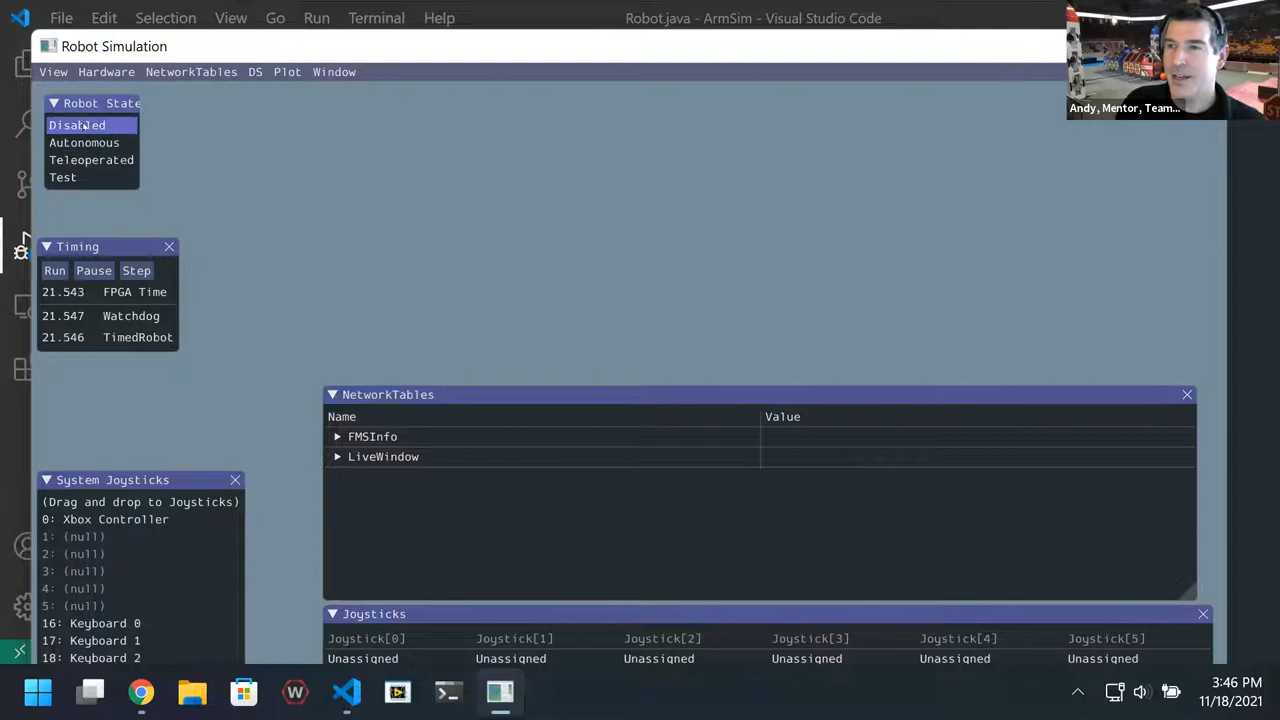 File Edit Selection View Go Run Terminal Help Robot.java - ArmSim - Visual Studio Code
Robot Simulation
View Hardware NetworkTables DS Plot Window
Andy, Mentor, Team...
Robot State
Disabled
Autonomous
Teleoperated
Test
Timing
Run Pause Step
21.543 FPGA Time
21.547 Watchdog
21.546 TimedRobot
NetworkTables
Name Value
FMSInfo
LiveWindow
System Joysticks
(Drag and drop to Joysticks)
0: Xbox Controller
1: (null)
2: (null)
3: (null)
4: (null)
5: (null)
16: Keyboard 0
17: Keyboard 1
18: Keyboard 2
Joysticks
Joystick[0] Joystick[1] Joystick[2] Joystick[3] Joystick[4] Joystick[5]
Unassigned Unassigned Unassigned Unassigned Unassigned Unassigned
3:46 PM
11/18/2021